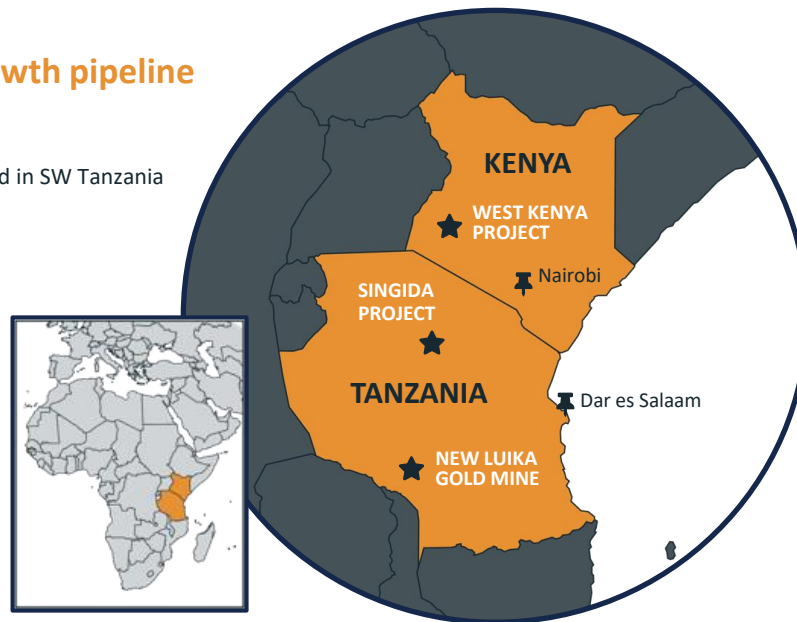 wth pipeline
d in SW Tanzania
KENYA
WEST KENYA
PROJECT
Nairobi
SINGIDA
PROJECT
TANZANIA
Dar es Salaam
NEW LUIKA
GOLD MINE